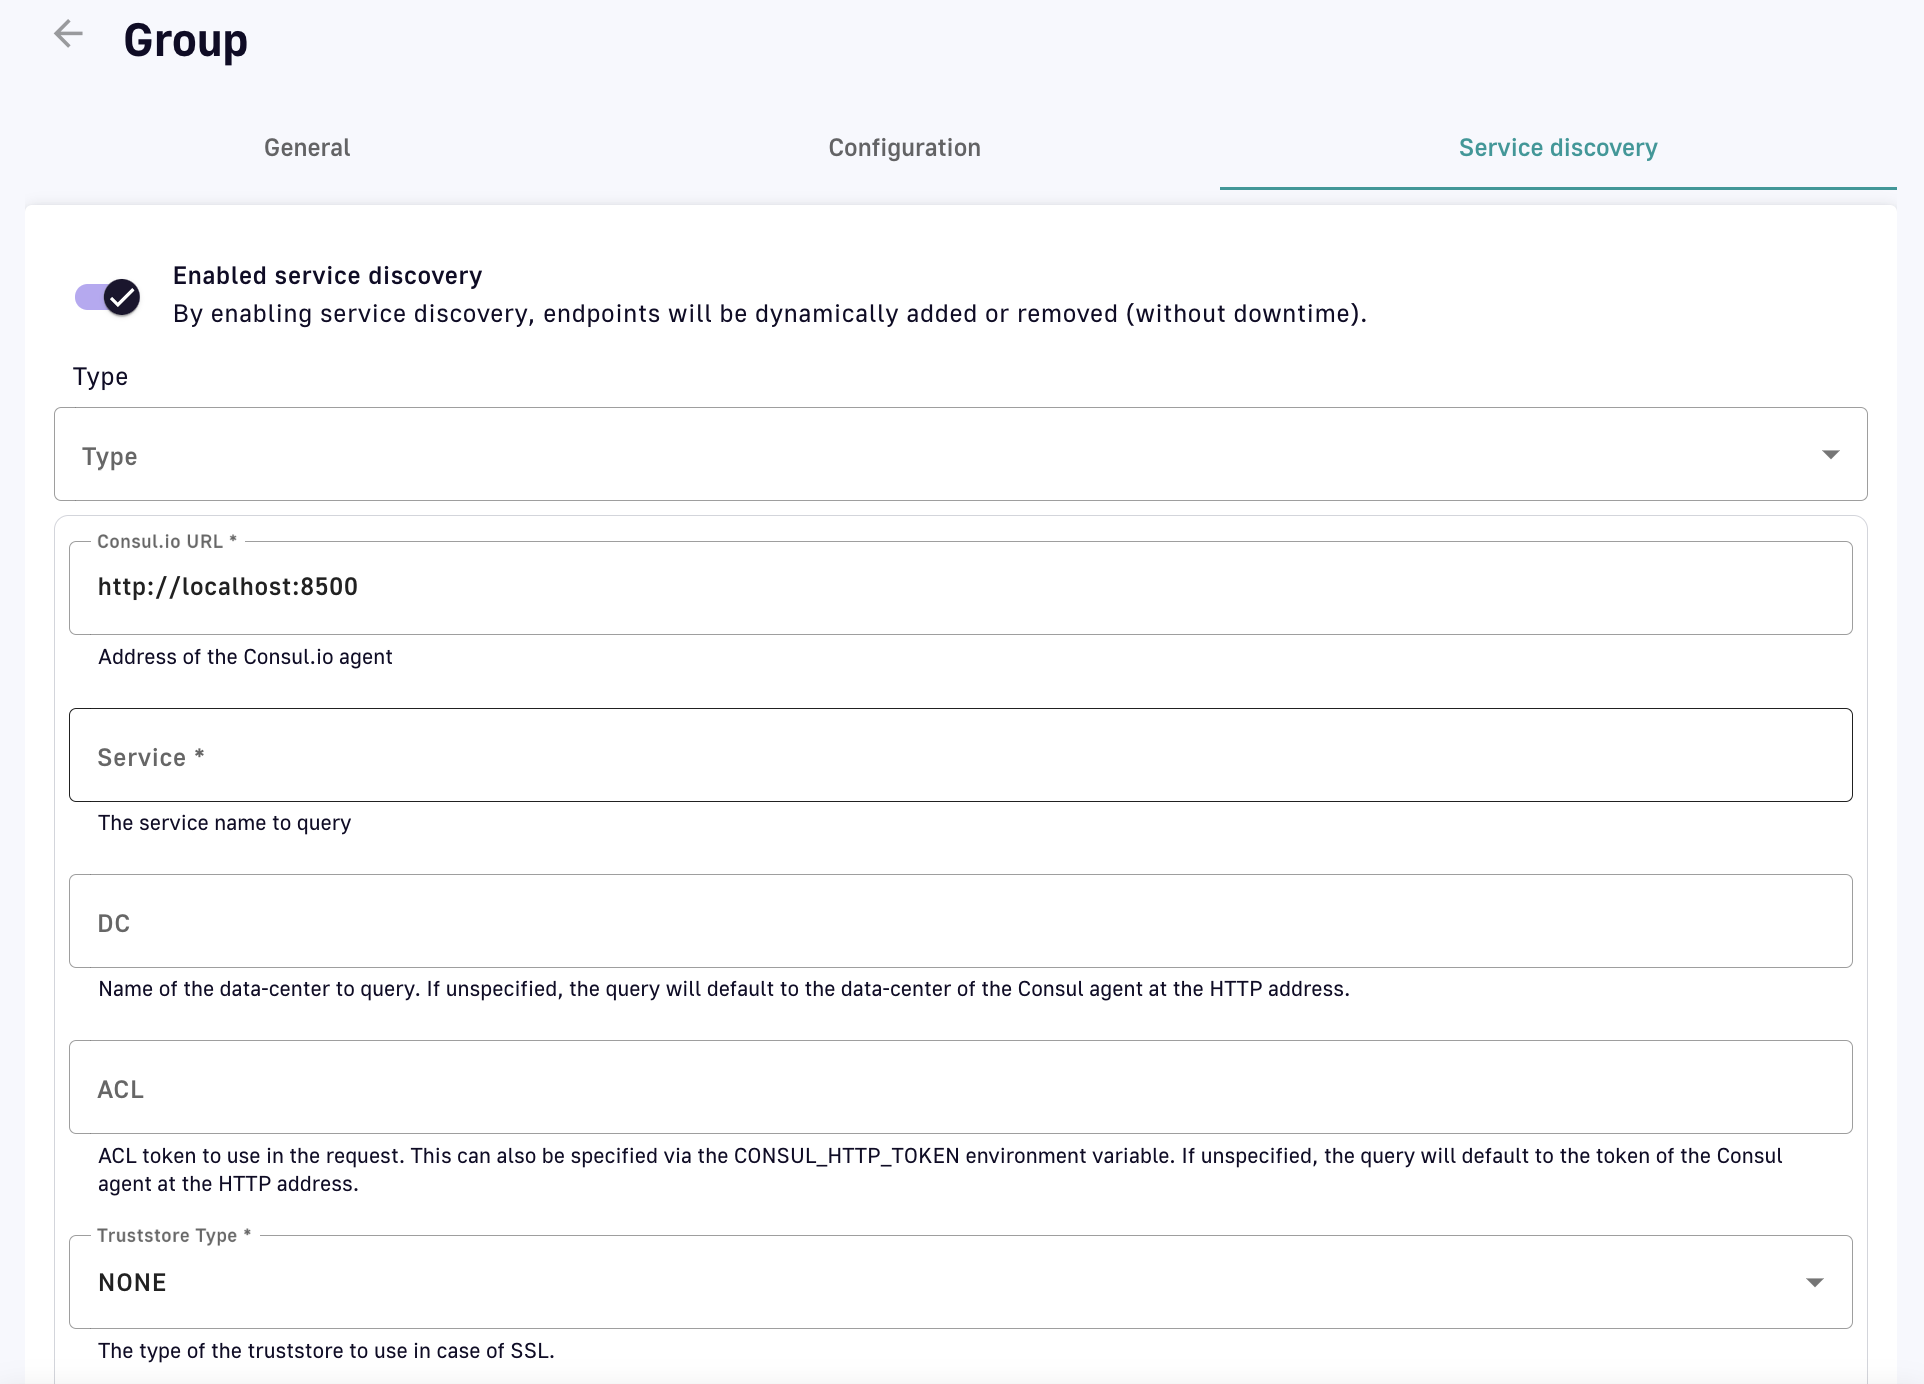 Group
General
Configuration
Service discovery
Enabled service discovery
By enabling service discovery, endpoints will be dynamically added or removed (without downtime).
Type
Type
Consul.io URL *
http://localhost:8500
Address of the Consul.io agent
Service *
The service name to query
DC
Name of the data-center to query. If unspecified, the query will default to the data-center of the Consul agent at the HTTP address.
ACL
ACL token to use in the request. This can also be specified via the CONSUL_HTTP_TOKEN environment variable. If unspecified, the query will default to the token of the Consul
agent at the HTTP address.
Truststore Type *
NONE
The type of the truststore to use in case of SSL.